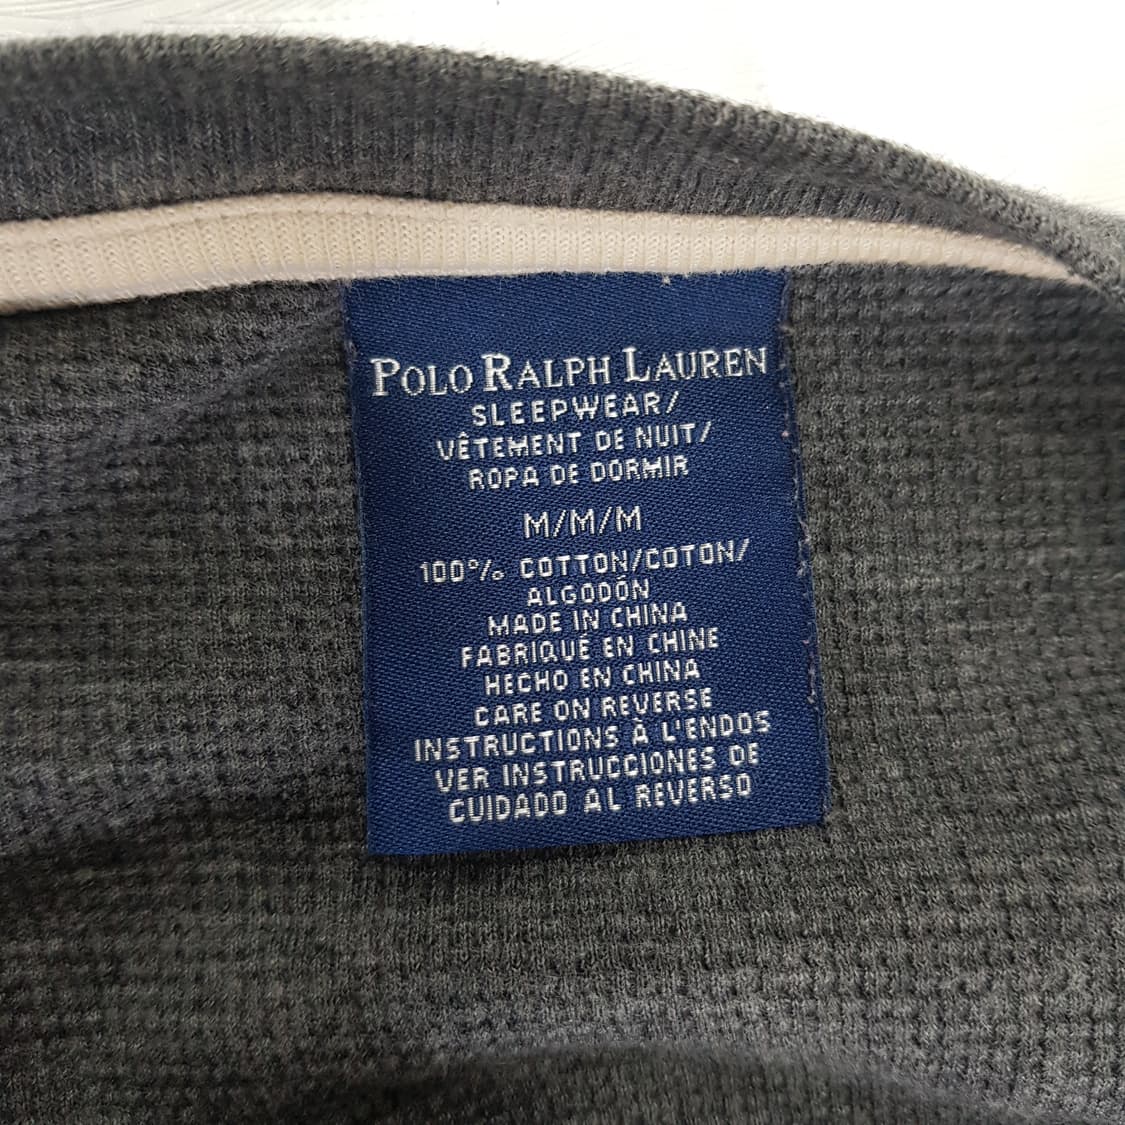 POLO RALPH LAUREN
SLEEPWEAR/
VÊTEMENT DE NUIT/
ROPA DE DORMIR
M/M/M
100% COTTON/COTON/
ALGODÓN
MADE IN CHINA
FABRIQUÉ EN CHINE
HECHO EN CHINA
CARE ON REVERSE
INSTRUCTIONS À L'ENDOS
VER INSTRUCCIONES DE
CUIDADO AL REVERSO